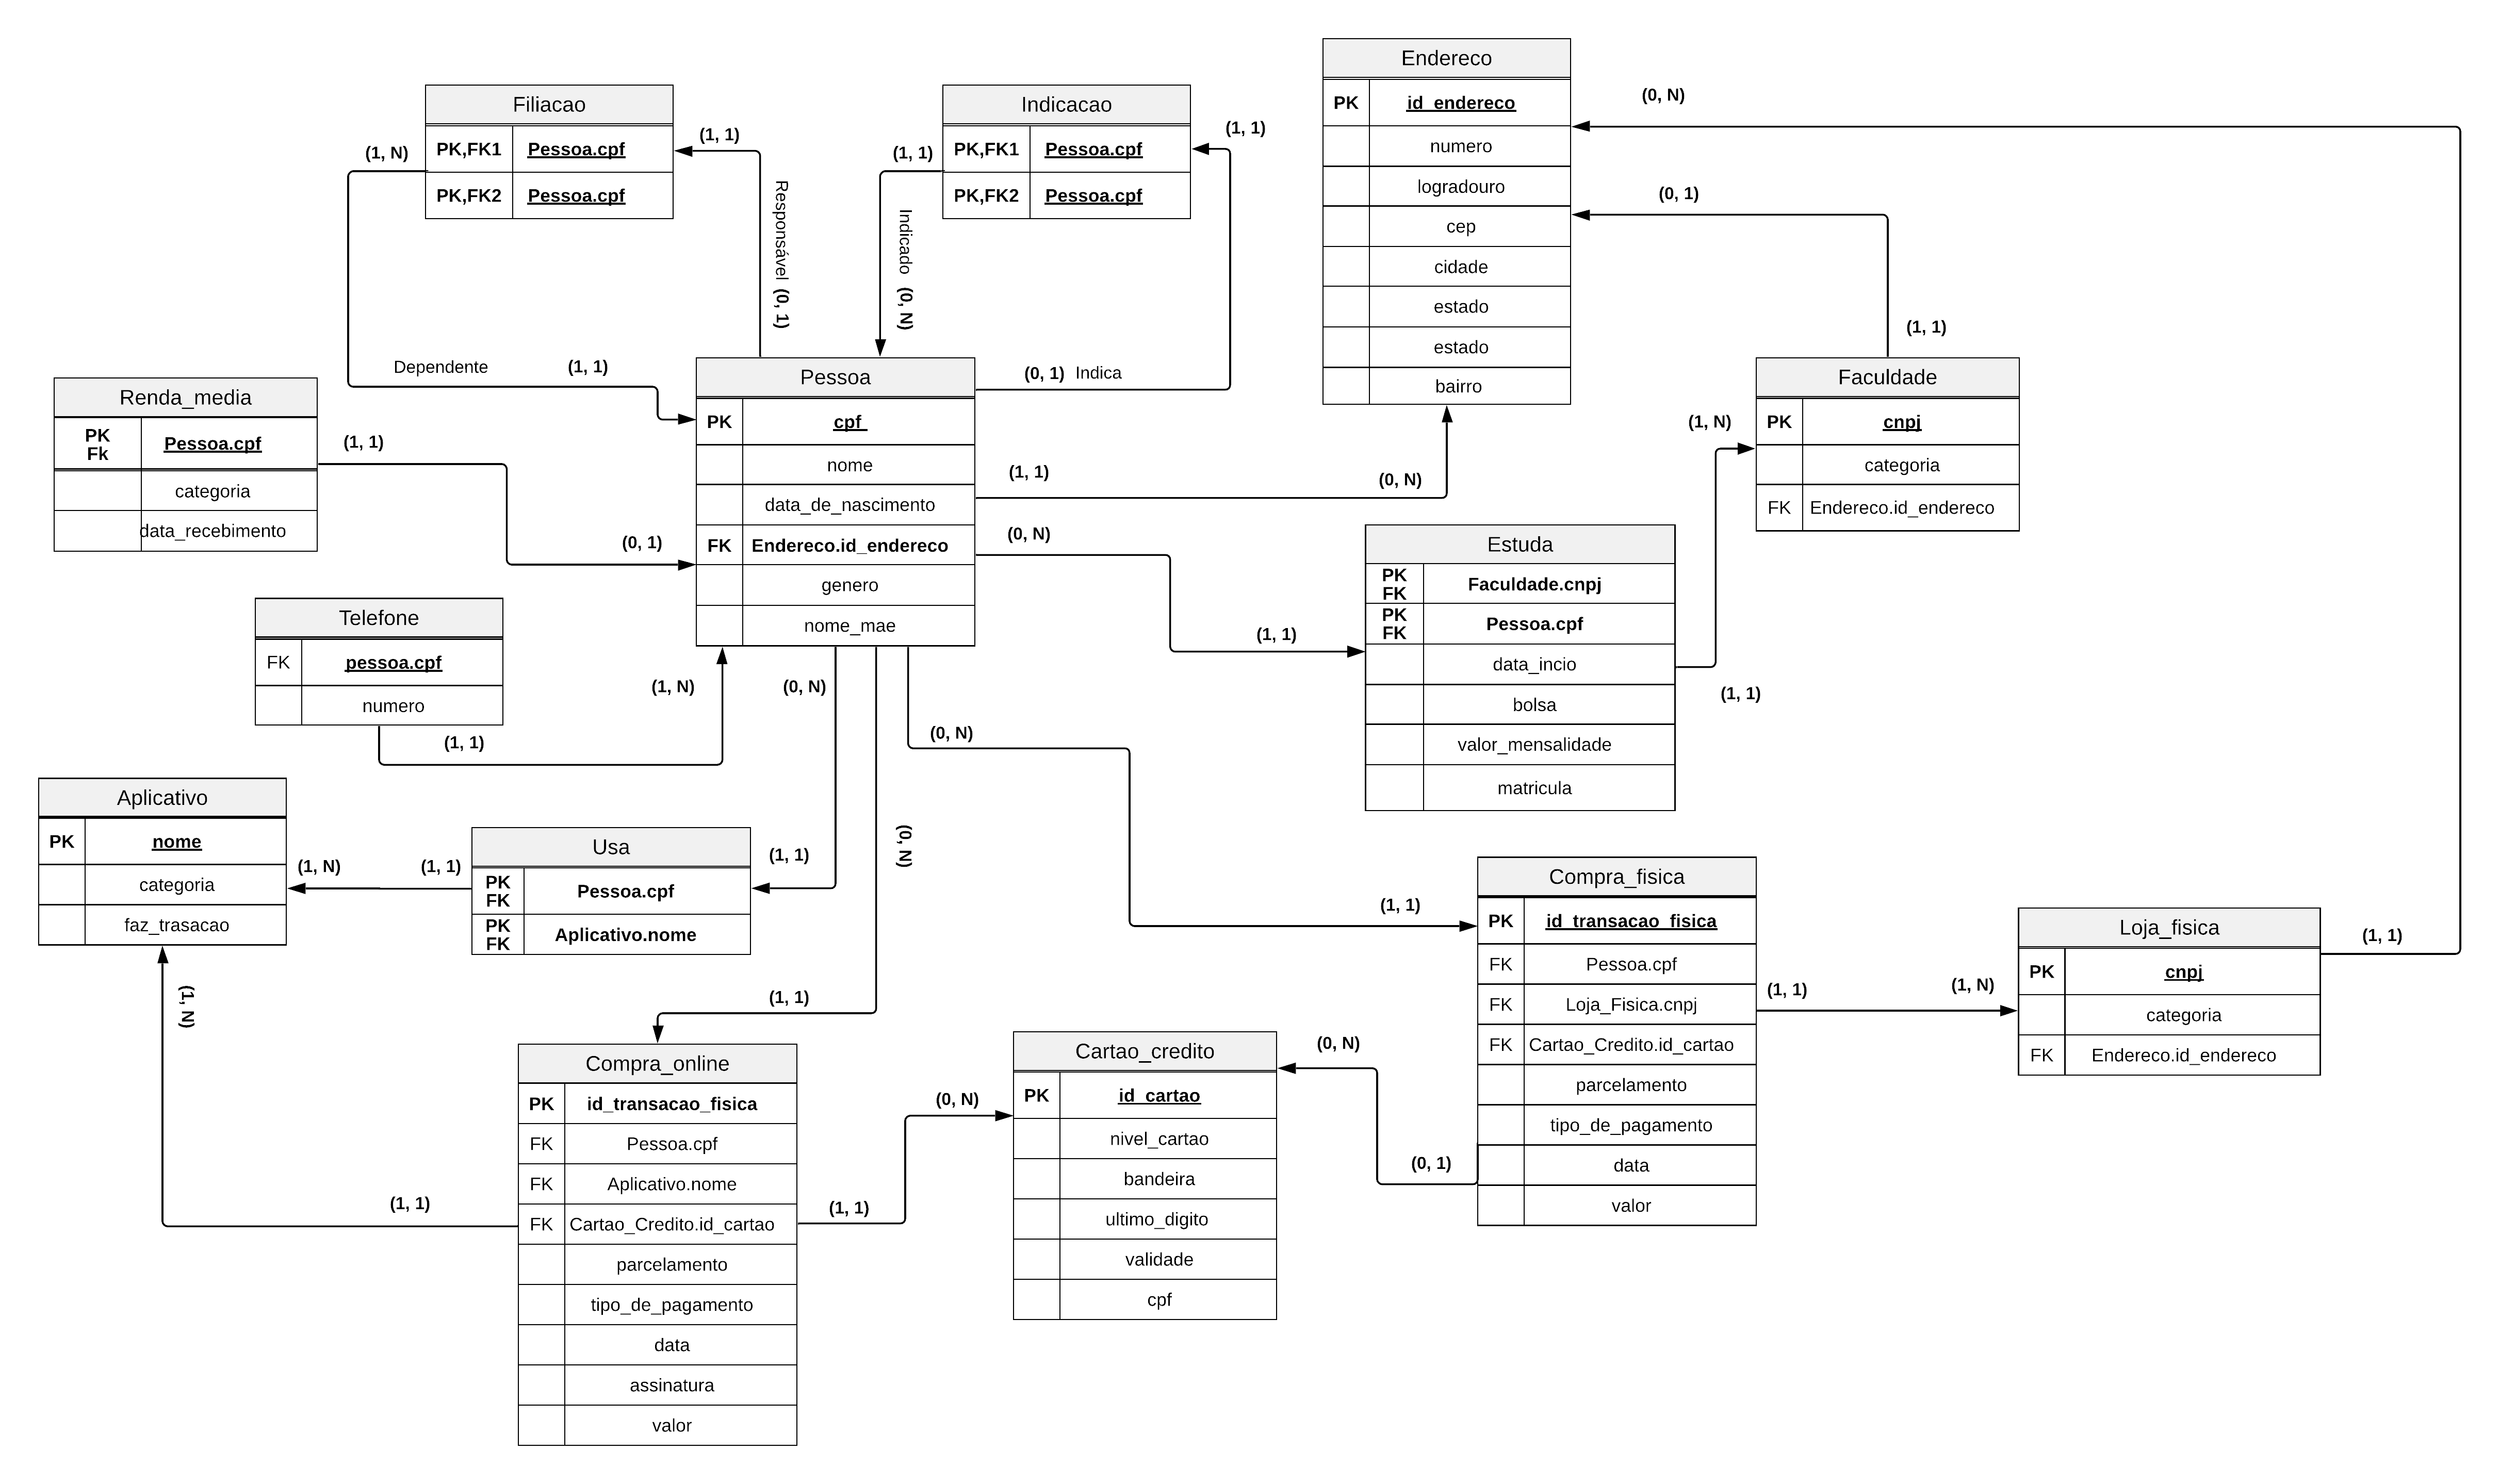 Filiacao
PK,FK1 Pessoa.cpf
PK,FK2 Pessoa.cpf
(1, N)
(1, 1)
Responsável (0, 1)
Dependente
(1, 1)
Indicacao
PK,FK1 Pessoa.cpf
PK,FK2 Pessoa.cpf
(1, 1)
(1, 1)
Indicado (0, N)
(0, 1) Indica
Endereco
PK id_endereco
numero
logradouro
cep
cidade
estado
estado
bairro
(0, N)
(0, 1)
(1, 1)
Faculdade
PK cnpj
categoria
FK Endereco.id_endereco
(1, N)
Renda_media
PK
Fk
Pessoa.cpf
categoria
data_recebimento
(1, 1)
(0, 1)
Pessoa
PK cpf
nome
data_de_nascimento
FK Endereco.id_endereco
genero
nome_mae
(1, 1)
(0, N)
(0, N)
(1, 1)
Estuda
PK
FK
Faculdade.cnpj
PK
FK
Pessoa.cpf
data_incio
bolsa
valor_mensalidade
matricula
(1, 1)
Telefone
FK pessoa.cpf
numero
(1, 1)
(1, N)
(0, N)
(0, N)
(0, N)
Aplicativo
PK nome
categoria
faz_trasacao
(1, N)
(1, 1)
Usa
PK
FK
Pessoa.cpf
PK
FK
Aplicativo.nome
(1, 1)
(1, N)
(1, 1)
(1, 1)
Compra_online
PK id_transacao_fisica
FK Pessoa.cpf
FK Aplicativo.nome
FK Cartao_Credito.id_cartao
parcelamento
tipo_de_pagamento
data
assinatura
valor
(1, 1)
(0, N)
Cartao_credito
PK id_cartao
nivel_cartao
bandeira
ultimo_digito
validade
cpf
(0, N)
(0, 1)
(1, 1)
Compra_fisica
PK id_transacao_fisica
FK Pessoa.cpf
FK Loja_Fisica.cnpj
FK Cartao_Credito.id_cartao
parcelamento
tipo_de_pagamento
data
valor
(1, 1)
(1, N)
Loja_fisica
PK cnpj
categoria
FK Endereco.id_endereco
(1, 1)